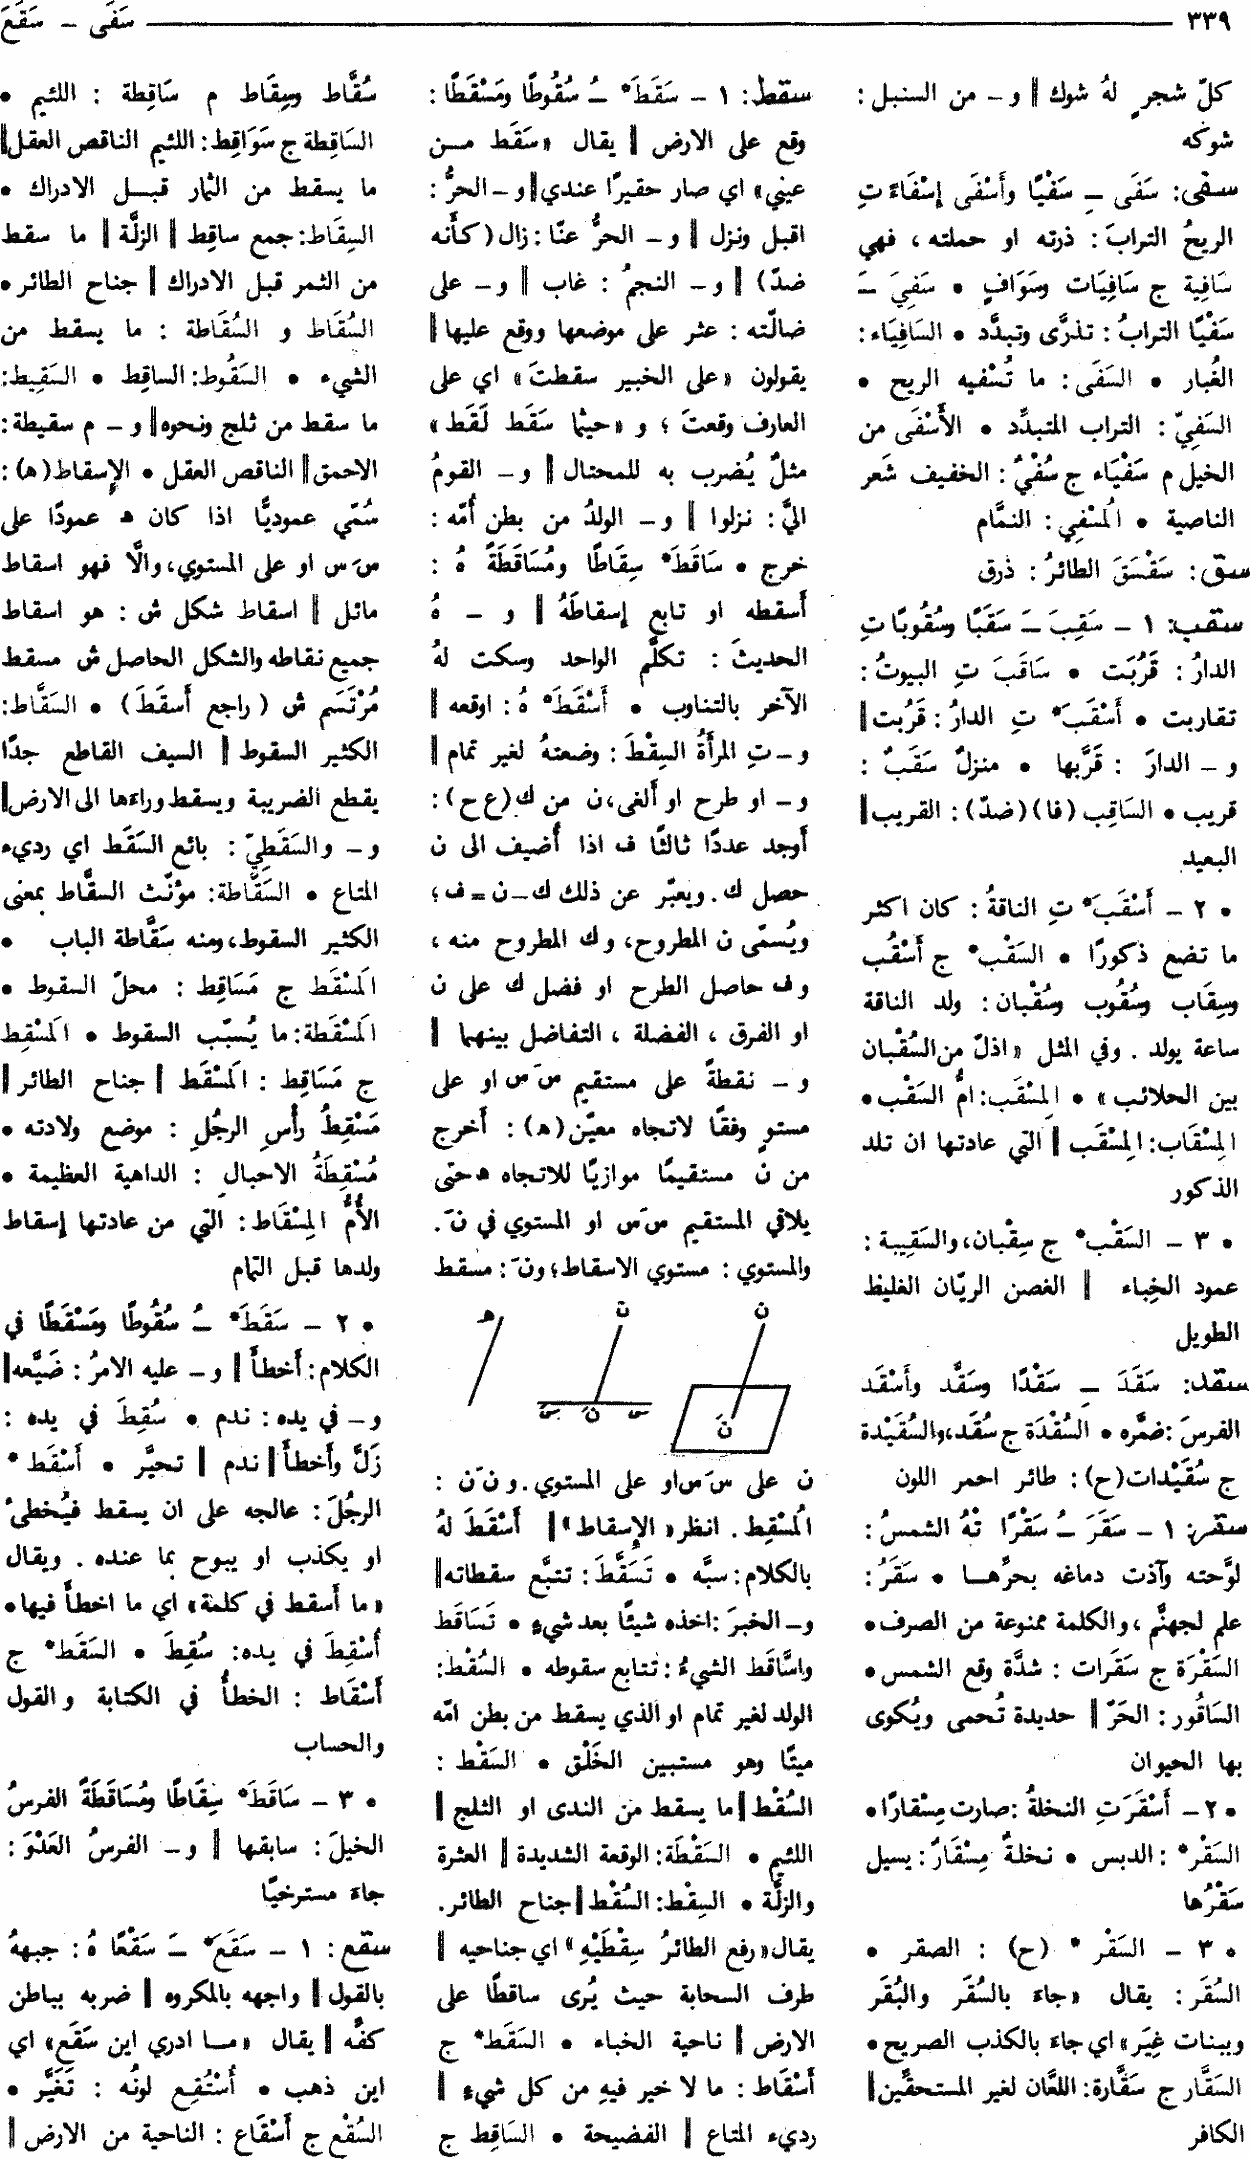 ٣٣٩ سَفَى ـ سَقَعَ
كلّ شجرٍ لهُ شوك ‖ و ـ من السنبل :
شوكه
سفى: سَفَى ـِ سَفْيًا وأَسْفَى إِسْفَاءً تِ
الريحُ الترابَ : ذرته او حملته ، فهي
سَافِية ج سَافِيَات وسَوَافٍ • سَفِيَ ـَ
سَفْيًا الترابُ : تذرَّى وتبدَّد • السَافِيَاء :
الغُبار • السَفَى : ما تُسْفيه الريح •
السَفِيّ : التراب المتبدِّد • الأَسْفَى من
الخيل م سَفْيَاء ج سُفْيٌ : الخفيف شَعر
الناصية • المُسْفِي : النمَّام
سق : سَقْسَقَ الطائرُ : ذرق
سقب: ١ ـ سَقِبَ ـَ سَقَبًا وسُقُوبًا تِ
الدارُ : قَرُبَت • سَاقَبَ تِ البيوتُ :
تقاربت • أَسْقَبَ* تِ الدارُ : قَرُبت ‖
و ـ الدارَ : قَرَّبها • منزلٌ سَقَبٌ :
قريب • السَاقِب (فا) (ضدّ) : القريب ‖
البعيد
• ٢ ـ أَسْقَبَ* تِ الناقةُ : كان اكثر
ما تضع ذكورًا • السَقْب* ج أَسْقُب
وسِقَاب وسُقُوب وسُقْبان : ولد الناقة
ساعة يولد . وفي المثل « اذلّ من السُقْبان
بين الحلائب » • المِسْقَب : امُّ السَقْب •
المِسْقَاب : المِسْقَب ‖ التي عادتها ان تلد
الذكور
• ٣ ـ السَقْب* ج سِقْبان، والسَقِيبة :
عمود الخِباء ‖ الغصن الريّان الغليظ
الطويل
سقد: سَقَدَ ـِ سَقْدًا وسَقَّد وأَسْقَد
الفرسَ : ضمَّره • السُقْدَة ج سُقَد، والسُقَيْدة
ج سُقَيْدات (ح) : طائر احمر اللون
سقر: ١ ـ سَقَرَ ـُ سَقْرًا تْهُ الشمسُ :
لوَّحته وآذت دماغه بحرِّهـا • سَقَرُ :
علم لجهنَّم ، والكلمة ممنوعة من الصرف •
السَقْرَة ج سَقَرات : شدَّة وقع الشمس •
السَاقُور : الحَرّ ‖ حديدة تُحمى ويُكوى
بها الحيوان
• ٢ ـ أَسْقَرَتِ النخلةُ : صارت مِسْقارًا •
السَقْر* : الدبس • نخلةٌ مِسْقَارٌ : يسيل
سَقْرُها
• ٣ ـ السَقْر * (ح) : الصقر •
السُقَر : يقال « جاءَ بالسُقَر والبُقَر
وببنات غِيَر » اي جاءَ بالكذب الصريح •
السَقَّار ج سَقَّارة : اللعَّان لغير المستحقِّين ‖
الكافر
سقط: ١ ـ سَقَطَ* ـُ سُقُوطًا ومَسْقَطًا :
وقع على الارض ‖ يقال « سَقَط مـن
عيني » اي صار حقيرًا عندي ‖ و ـ الحرُّ :
اقبل ونزل ‖ و ـ الحرُّ عنّا : زال ( كأَنه
ضدّ) ‖ و ـ النجمُ : غاب ‖ و ـ على
ضالّته : عثر على موضعها ووقع عليها ‖
يقولون « على الخبير سقطتَ » اي على
العارف وقعتَ ؛ و « حيثما سَقَط لَقَط »
مثلٌ يُضرب به للمحتال ‖ و ـ القومُ
اليَّ : نزلوا ‖ و ـ الولدُ من بطن أُمّه :
خرج • سَاقَطَ* سِقَاطًا ومُسَاقَطَةً هُ :
أَسقطه او تابع إسقاطَهُ ‖ و ـ هُ
الحديثَ : تكلَّم الواحد وسكت لهُ
الآخر بالتناوب • أَسْقَطَ* هُ : اوقعه ‖
و ـ تِ المرأَةُ السِقْطَ : وضعتهُ لغير تمام ‖
و ـ او طرح او أَلغى، ن من ك (ع ح) :
أَوجد عددًا ثالثًا ف اذا أُضيف الى ن
حصل ك . ويعبّر عن ذلك ك ـ ن = ف ؛
ويُسمّى ن المطروح، و ك المطروح منه ،
و ف حاصل الطرح او فضل ك على ن
او الفرق ، الفضلة ، التفاضل بينهما ‖
و ـ نقطةً على مستقيم سَ س او على
مستوٍ وفقًا لاتجاه معيّن (ه) : أَخرج
من ن مستقيمًا موازيًا للاتجاه ه حتى
يلاقي المستقيم سَ س او المستوي في نَ .
والمستوي : مستوي الاسقاط ؛ و نَ : مسقط
ن ن هـ
سَ نَ س نَ
ن على سَ س او على المستوي . و ن نَ :
المُسْقِط . انظر « الإسقاط » ‖ أَسْقَطَ لهُ
بالكلام : سبَّه • تَسَقَّطَ : تتبَّع سقطاته ‖
و ـ الخبرَ : اخذه شيئًا بعد شيءٍ • تَسَاقَط
واسَّاقَط الشيءُ : تتابع سقوطه • السُقْط :
الولد لغير تمام او الذي يسقط من بطن امّه
ميتًا وهو مستبين الخَلْق • السَقْط :
السُقْط ‖ ما يسقط من الندى او الثلج ‖
اللئيم • السَقْطَة : الوقعة الشديدة ‖ العثرة
والزلَّة • السِقْط : السُقْط ‖ جناح الطائر .
يقال « رفع الطائرُ سِقْطَيْهِ » اي جناحيه ‖
طرف السحابة حيث يُرى ساقطًا على
الارض ‖ ناحية الخباء • السَقَط* ج
أَسْقَاط : ما لا خير فيهِ من كل شيءٍ ‖
رديء المتاع ‖ الفضيحة • السَاقِط ج
سُقَّاط وسِقَاط م سَاقِطة : اللئيم •
السَاقِطة ج سَوَاقِط : اللئيم الناقص العقل ‖
ما يسقط من الثمار قبـل الادراك •
السِقَاط : جمع ساقِط ‖ الزلَّة ‖ ما سقط
من الثمر قبل الادراك ‖ جناح الطائر •
السُقَاط و السُقَاطة : ما يسقط من
الشيء • السَقُوط : الساقِط • السَقِيط :
ما سقط من ثلج ونحوه ‖ و ـ م سقيطة :
الاحمق ‖ الناقص العقل • الإِسقاط (ه) :
سُمّي عموديًّا اذا كان ه عمودًا على
سَ س او على المستوي، والَّا فهو اسقاط
مائل ‖ اسقاط شكل ش : هو اسقاط
جميع نقاطه والشكل الحاصل شَ مسقط
مُرْتَسَم ش ( راجع أَسقَطَ ) • السَقَّاط :
الكثير السقوط ‖ السيف القاطع جدًّا
يقطع الضريبة ويسقط وراءها الى الارض ‖
و ـ والسَقَطِيّ : بائع السَقَط اي رديء
المتاع • السَقَّاطة : مؤنّث السقَّاط بمعنى
الكثير السقوط، ومنه سَقَّاطة الباب •
المَسْقَط ج مَسَاقِط : محلّ السقوط •
المَسْقَطة : ما يُسبّب السقوط • المَسْقِط
ج مَسَاقِط : المَسْقَط ‖ جناح الطائر ‖
مَسْقِطُ رأْسِ الرجُلِ : موضع ولادته •
مُسْقِطَةُ الاحبالِ : الداهية العظيمة •
الأُمُّ المِسْقَاط : التي من عادتها إسقاط
ولدها قبل التمام
• ٢ ـ سَقَطَ* ـُ سُقُوطًا ومَسْقَطًا في
الكلام : أَخطأَ ‖ و ـ عليه الامرُ : ضَيَّعه ‖
و ـ في يده : ندم • سُقِطَ في يده :
زَلَّ وأَخطأَ ‖ ندم ‖ تحيَّر • أَسْقَط *
الرجُلَ : عالجه على ان يسقط فيُخطئُ
او يكذب او يبوح بما عنده . ويقال
« ما أَسقط في كلمة » اي ما اخطأَ فيها •
أُسْقِطَ في يده : سُقِطَ • السَقَط* ج
أَسْقَاط : الخطأُ في الكتابة والقول
والحساب
• ٣ ـ سَاقَطَ* سِقَاطًا ومُسَاقَطَةً الفرسُ
الخيلَ : سابقها ‖ و ـ الفرسُ العَدْوَ :
جاءَ مسترخيًا
سقع : ١ ـ سَقَعَ* ـَ سَقْعًا هُ : جبههُ
بالقول ‖ واجهه بالمكروه ‖ ضربه بباطن
كفّه ‖ يقال « مـا ادري اين سَقَع » اي
اين ذهب • أُسْتُقِع لونُه : تَغَيَّر •
السُقْع ج أَسْقَاع : الناحية من الارض ‖